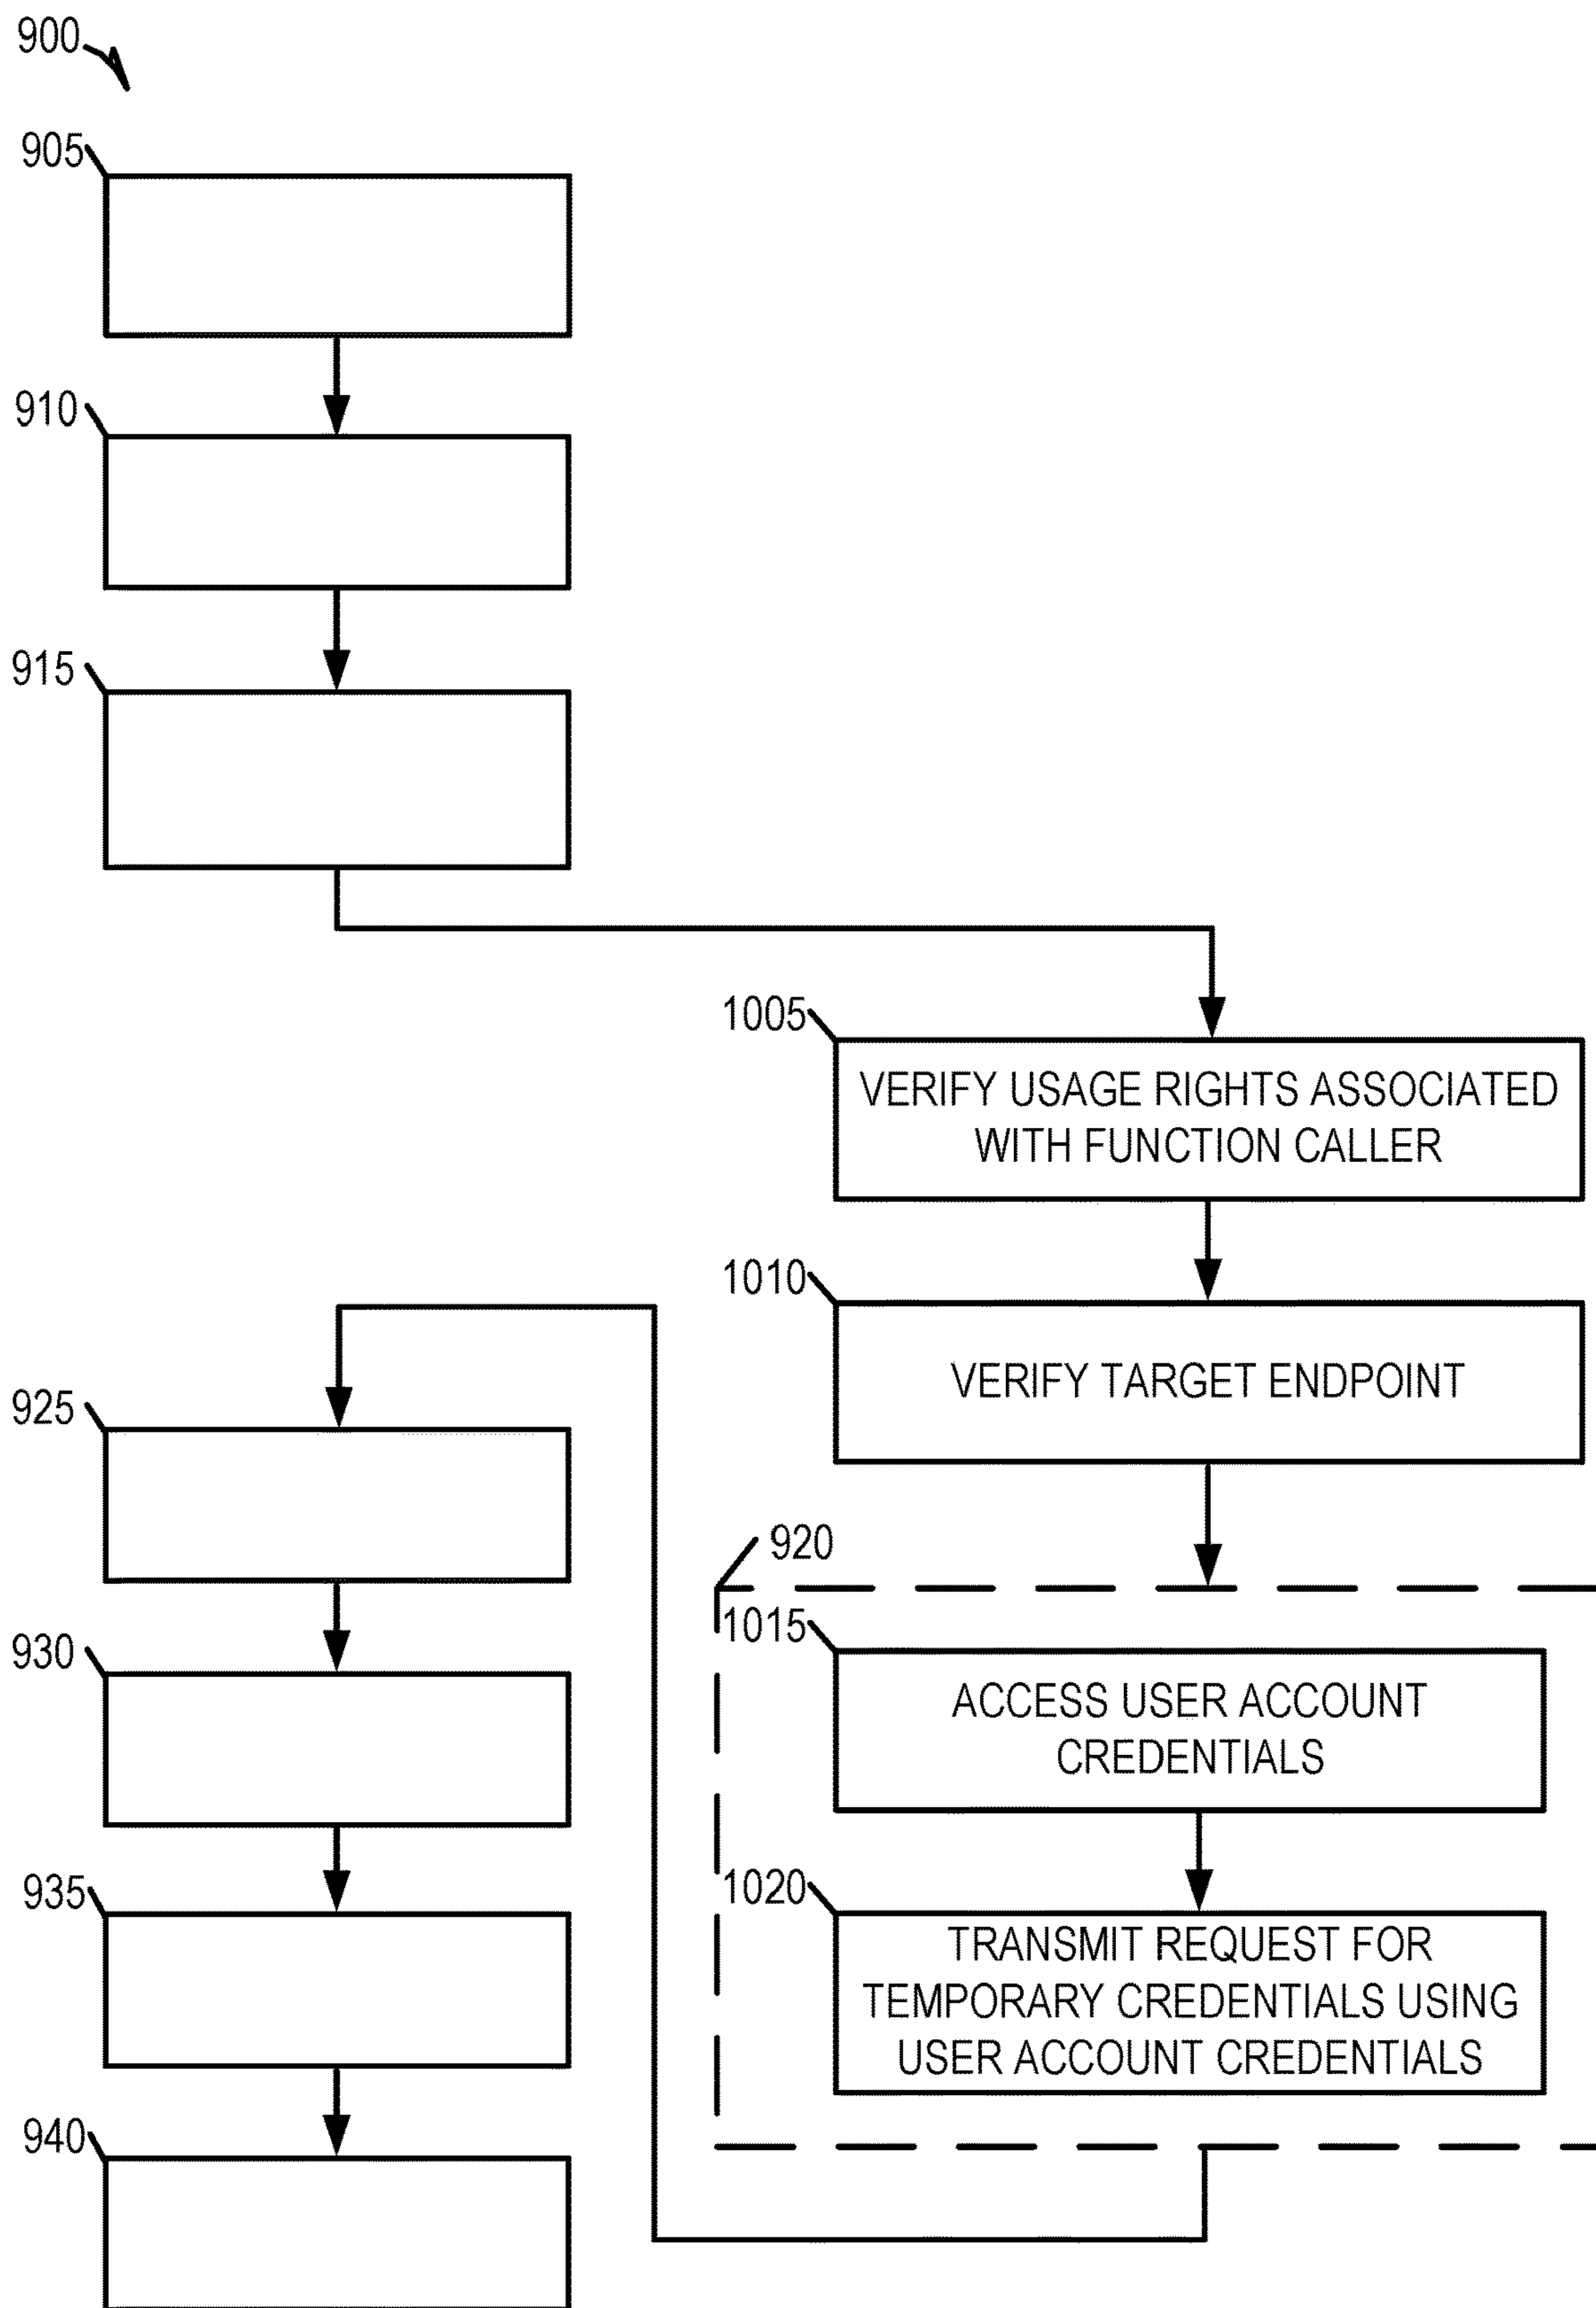 900
905
910
915
1005
VERIFY USAGE RIGHTS ASSOCIATED
WITH FUNCTION CALLER
1010
VERIFY TARGET ENDPOINT
920
1015
ACCESS USER ACCOUNT
CREDENTIALS
1020
TRANSMIT REQUEST FOR
TEMPORARY CREDENTIALS USING
USER ACCOUNT CREDENTIALS
925
930
935
940